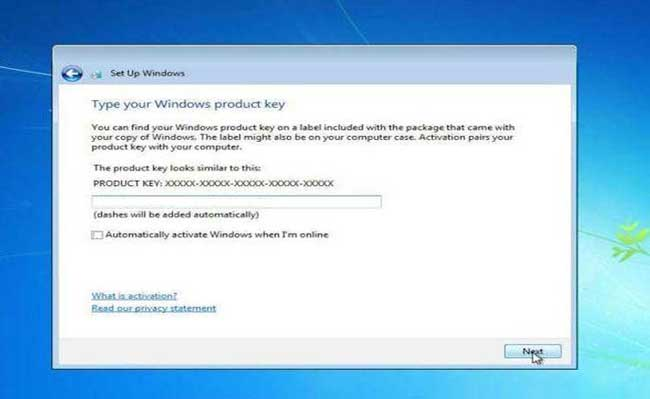 Set Up Windows
Type your Windows product key
You can find your Windows product key on a label included with the package that came with
your copy of Windows. The label might also be on your computer case. Activation pairs your
product key with your computer.
The product key looks similar to this:
PRODUCT KEY: XXXXX-XXXXX-XXXXX-XXXXX-XXXXX
(dashes will be added automatically)
Automatically activate Windows when I'm online
What is activation?
Read our privacy statement
Next